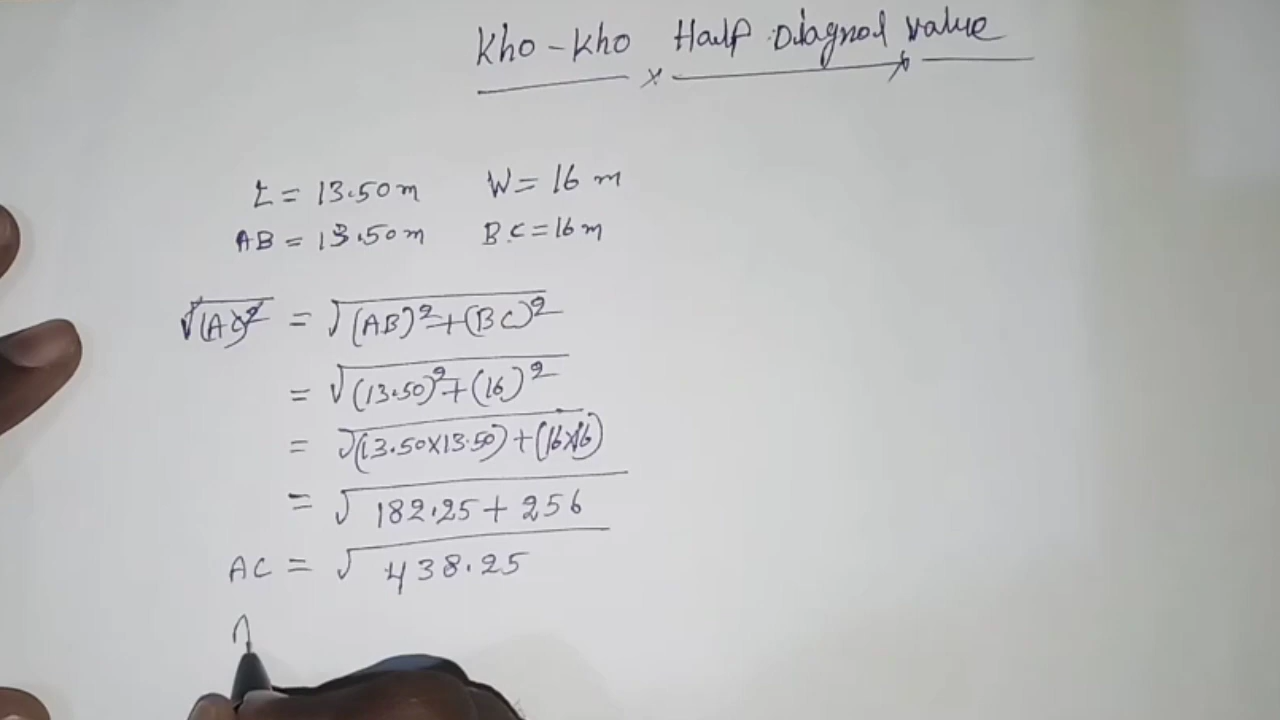 Kho-Kho Half Diagnol value
L = 13.50 m W = 16 m
AB = 13.50 m BC = 16 m
√(AC)² = √(AB)²+(BC)²
= √(13.50)²+(16)²
= √(13.50×13.50)+(16×16)
= √182.25+256
AC = √438.25
A